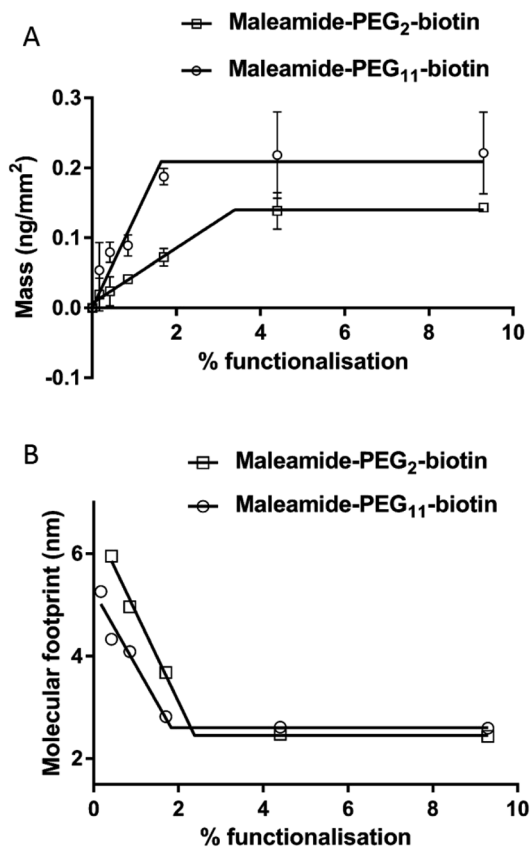 A
Maleamide-PEG2-biotin
Maleamide-PEG11-biotin
Mass (ng/mm²)
0.3
0.2
0.1
0.0
-0.1
2
4
6
8
10
% functionalisation
B
Maleamide-PEG2-biotin
Maleamide-PEG11-biotin
Molecular footprint (nm)
6
4
2
0
2
4
6
8
10
% functionalisation